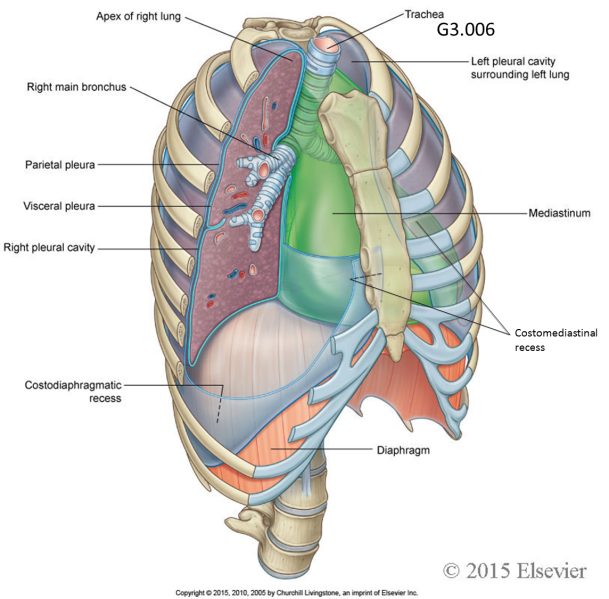 Apex of right lung
Trachea
G3.006
Left pleural cavity
surrounding left lung
Right main bronchus
Parietal pleura
Visceral pleura
Mediastinum
Right pleural cavity
Costomediastinal
recess
Costodiaphragmatic
recess
Diaphragm
© 2015 Elsevier
Copyright © 2015, 2010, 2005 by Churchill Livingstone, an imprint of Elsevier Inc.